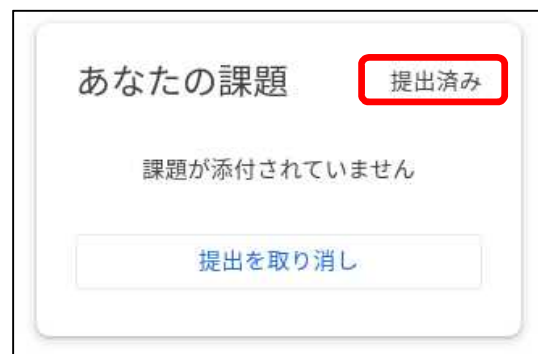 あなたの課題
提出済み
課題が添付されていません
提出を取り消し